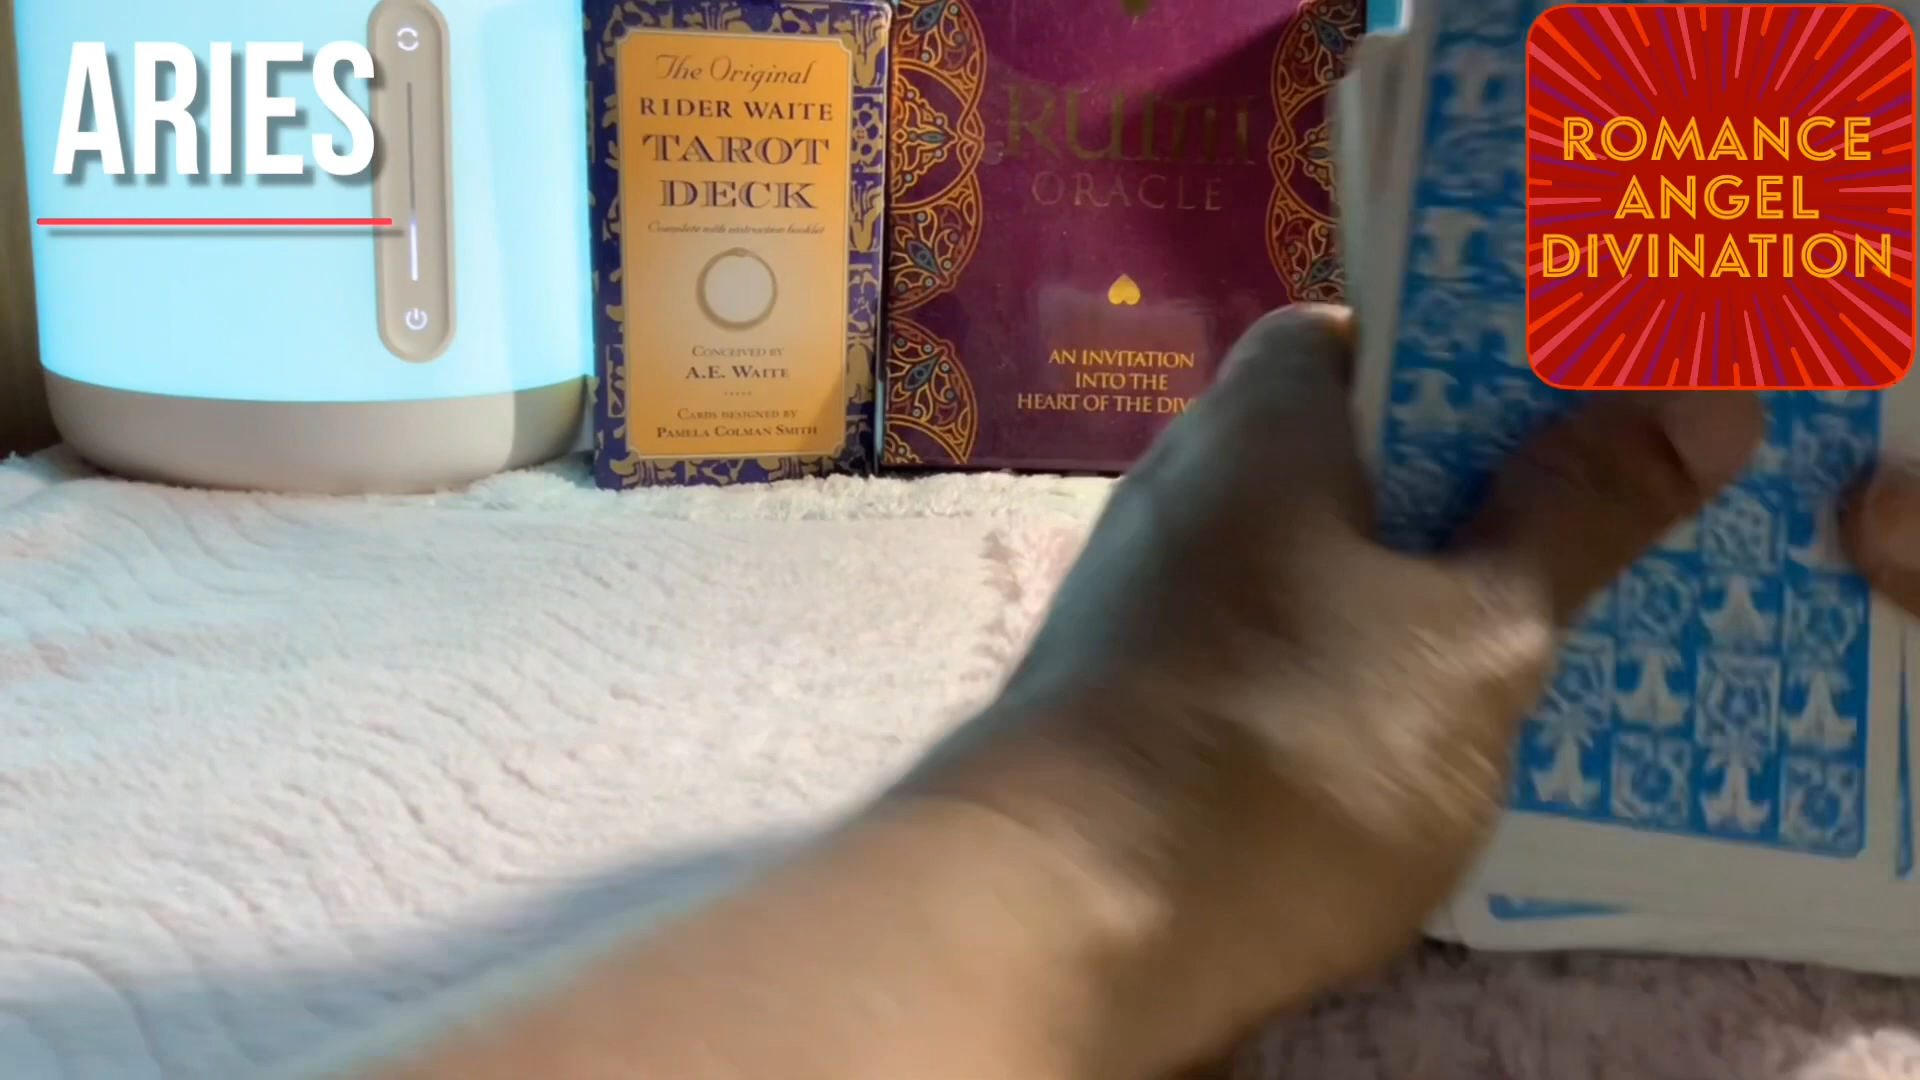 ARIES
The Original
RIDER WAITE
TAROT
DECK
Complete with instruction booklet
CONCEIVED BY
A.E. WAITE
CARDS DESIGNED BY
PAMELA COLMAN SMITH
RUMI
ORACLE
AN INVITATION
INTO THE
HEART OF THE DIV
ROMANCE
ANGEL
DIVINATION